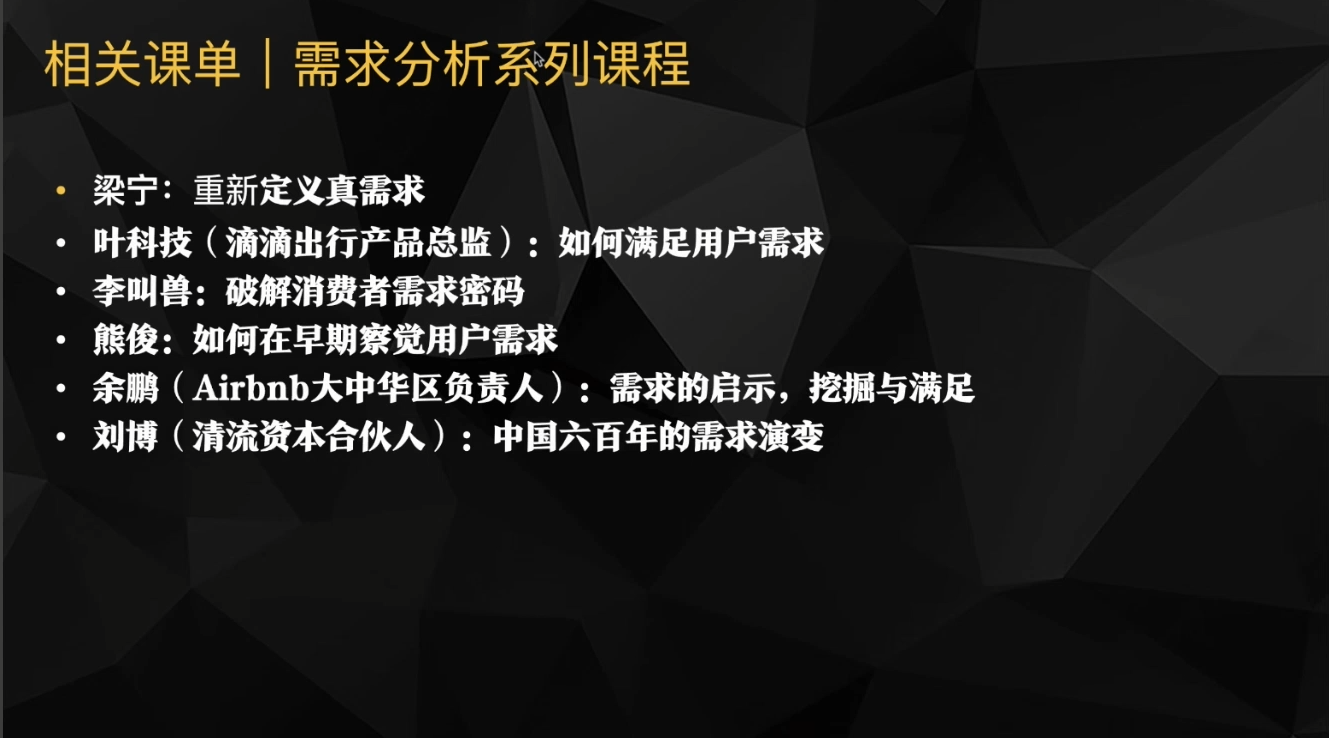 相关课单｜需求分析系列课程
• 梁宁：重新定义真需求
• 叶科技（滴滴出行产品总监）：如何满足用户需求
• 李叫兽：破解消费者需求密码
• 熊俊：如何在早期察觉用户需求
• 余鹏（Airbnb大中华区负责人）：需求的启示，挖掘与满足
• 刘博（清流资本合伙人）：中国六百年的需求演变